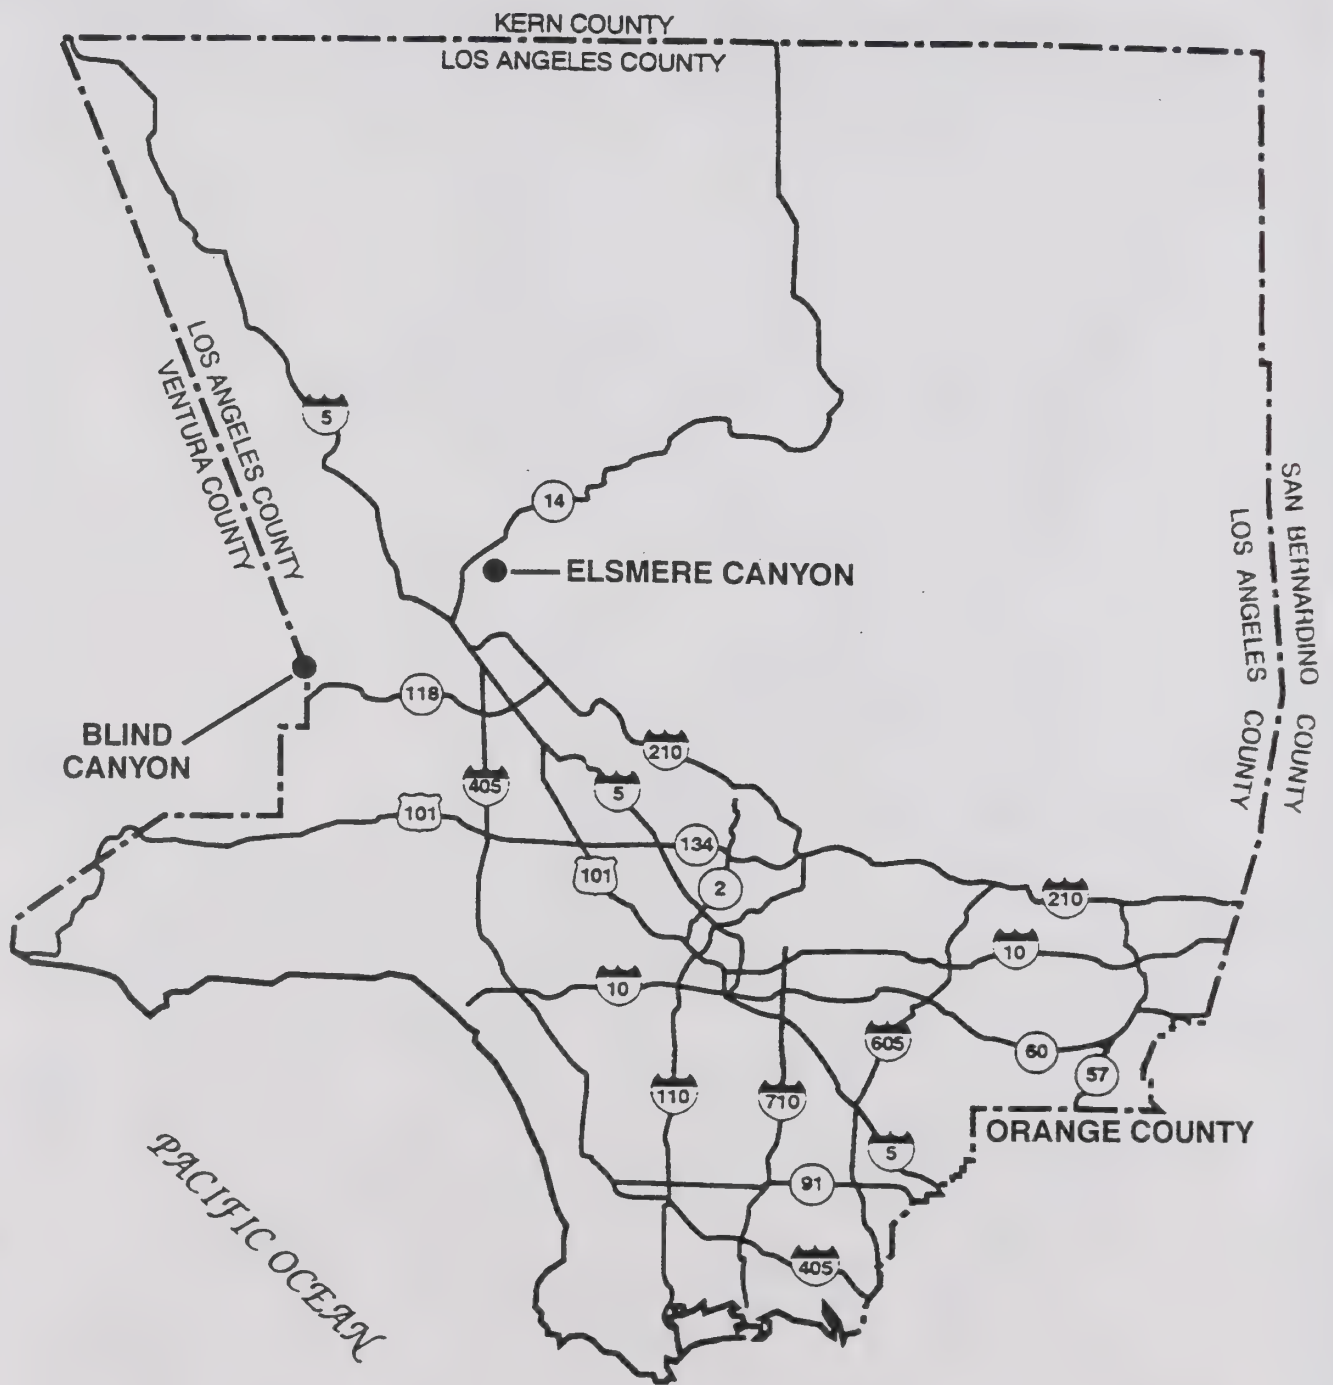 KERN COUNTY
LOS ANGELES COUNTY
LOS ANGELES COUNTY
VENTURA COUNTY
5
14
ELSMERE CANYON
SAN BERNARDINO COUNTY
LOS ANGELES COUNTY
118
BLIND
CANYON
210
405
5
101
134
101
2
210
10
10
605
60
57
110
710
ORANGE COUNTY
5
91
405
PACIFIC OCEAN